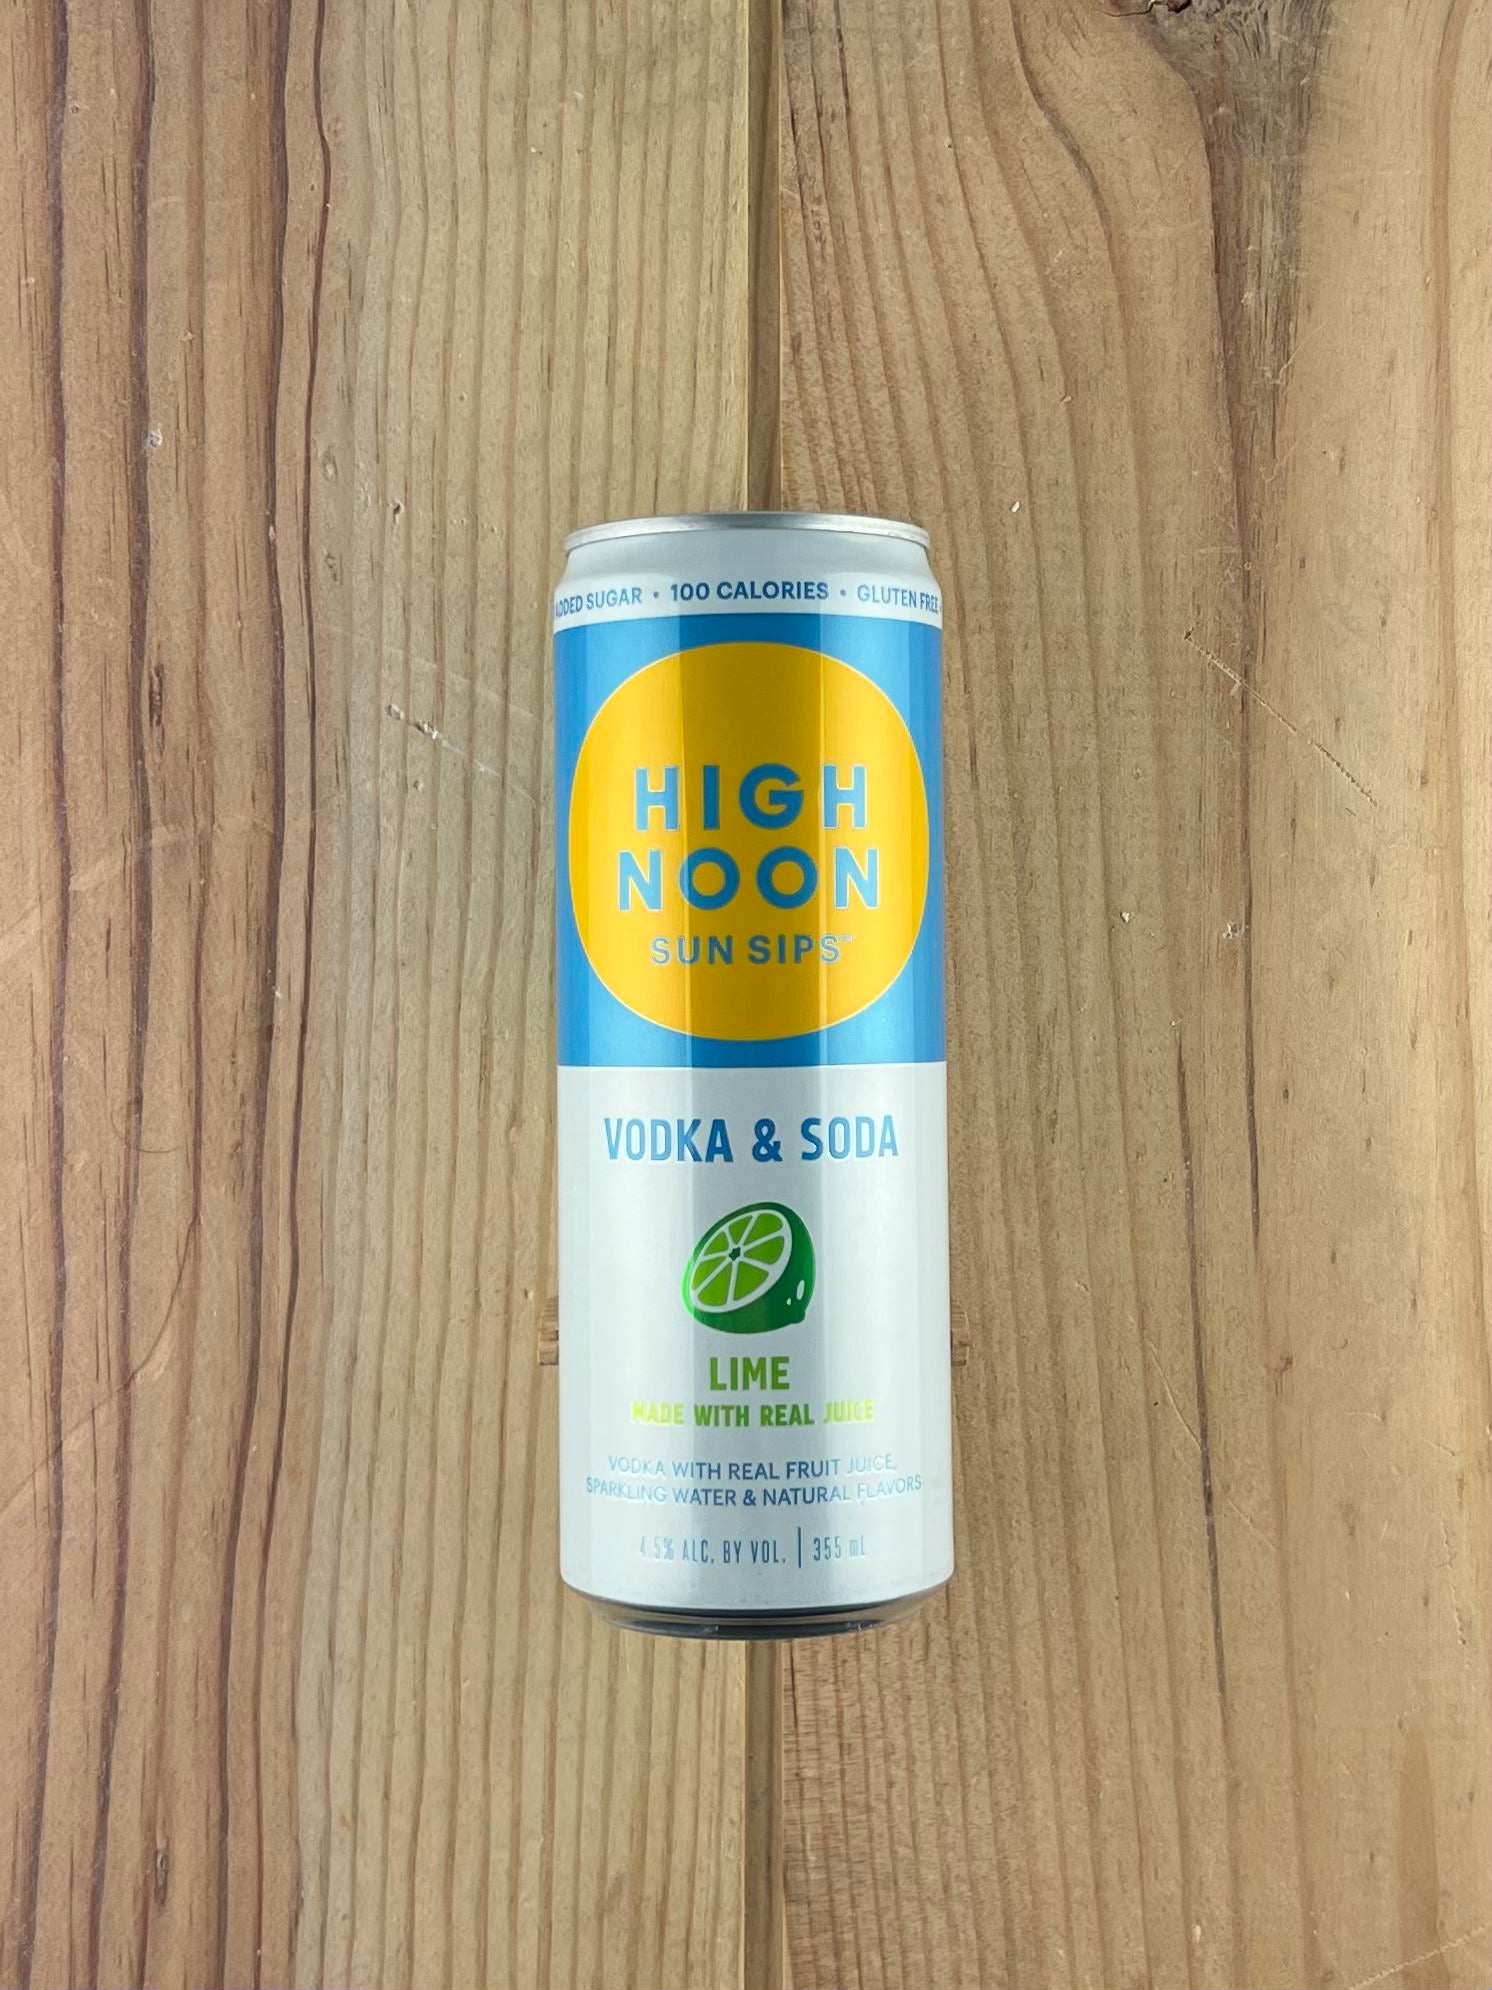 ADDED SUGAR • 100 CALORIES • GLUTEN FREE
HIGH
NOON
SUN SIPS™
VODKA & SODA
LIME
MADE WITH REAL JUICE
VODKA WITH REAL FRUIT JUICE,
SPARKLING WATER & NATURAL FLAVORS
4.5% ALC. BY VOL. | 355 mL